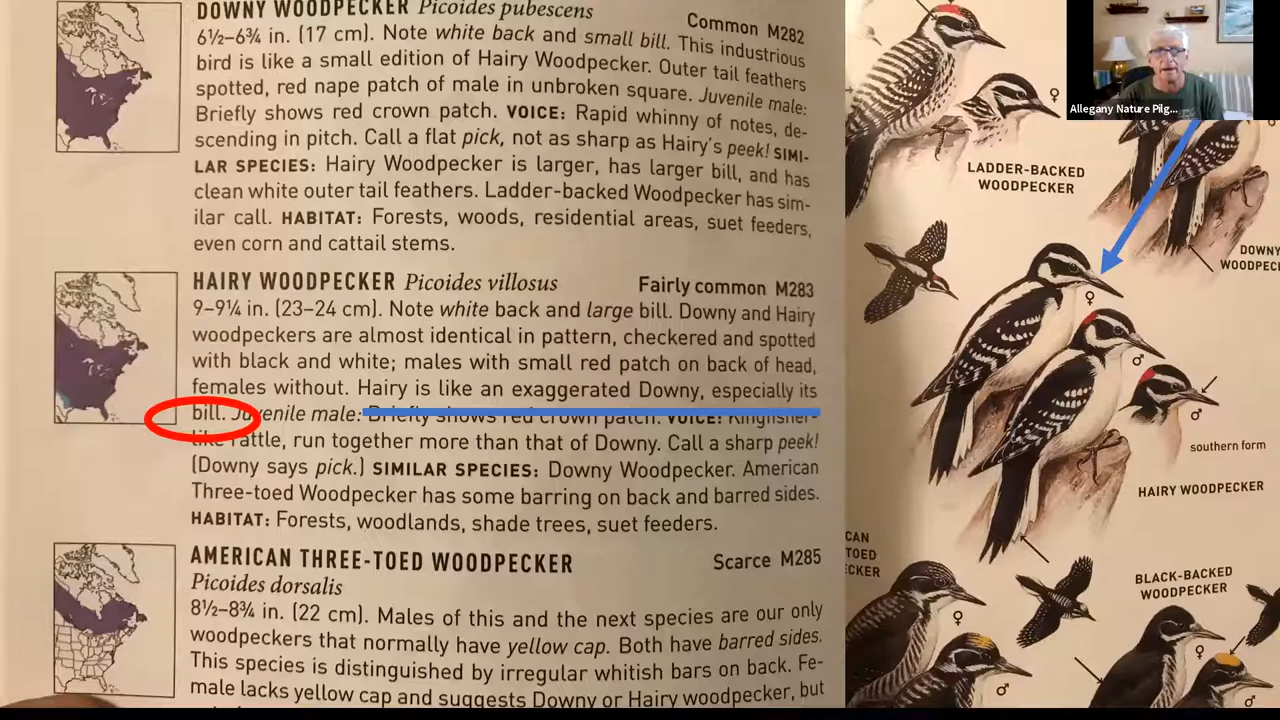 DOWNY WOODPECKER Picoides pubescens
Common M282
6½–6¾ in. (17 cm). Note white back and small bill. This industrious
bird is like a small edition of Hairy Woodpecker. Outer tail feathers
spotted, red nape patch of male in unbroken square. Juvenile male:
Briefly shows red crown patch. VOICE: Rapid whinny of notes, de-
scending in pitch. Call a flat pick, not as sharp as Hairy's peek! SIMI-
LAR SPECIES: Hairy Woodpecker is larger, has larger bill, and has
clean white outer tail feathers. Ladder-backed Woodpecker has sim-
ilar call. HABITAT: Forests, woods, residential areas, suet feeders,
even corn and cattail stems.
HAIRY WOODPECKER Picoides villosus
Fairly common M283
9–9¼ in. (23–24 cm). Note white back and large bill. Downy and Hairy
woodpeckers are almost identical in pattern, checkered and spotted
with black and white; males with small red patch on back of head,
females without. Hairy is like an exaggerated Downy, especially its
bill. Juvenile male: Briefly shows red crown patch. VOICE: Kingfisher-
like rattle, run together more than that of Downy. Call a sharp peek!
(Downy says pick.) SIMILAR SPECIES: Downy Woodpecker. American
Three-toed Woodpecker has some barring on back and barred sides.
HABITAT: Forests, woodlands, shade trees, suet feeders.
AMERICAN THREE-TOED WOODPECKER
Scarce M285
Picoides dorsalis
8½–8¾ in. (22 cm). Males of this and the next species are our only
woodpeckers that normally have yellow cap. Both have barred sides.
This species is distinguished by irregular whitish bars on back. Fe-
male lacks yellow cap and suggests Downy or Hairy woodpecker, but
Allegany Nature Pilg...
♀
LADDER-BACKED
WOODPECKER
DOWNY
WOODPEC
♀
♂
♂
southern form
HAIRY WOODPECKER
CAN
TOED
ECKER
♀
♂
BLACK-BACKED
WOODPECKER
♀
♂